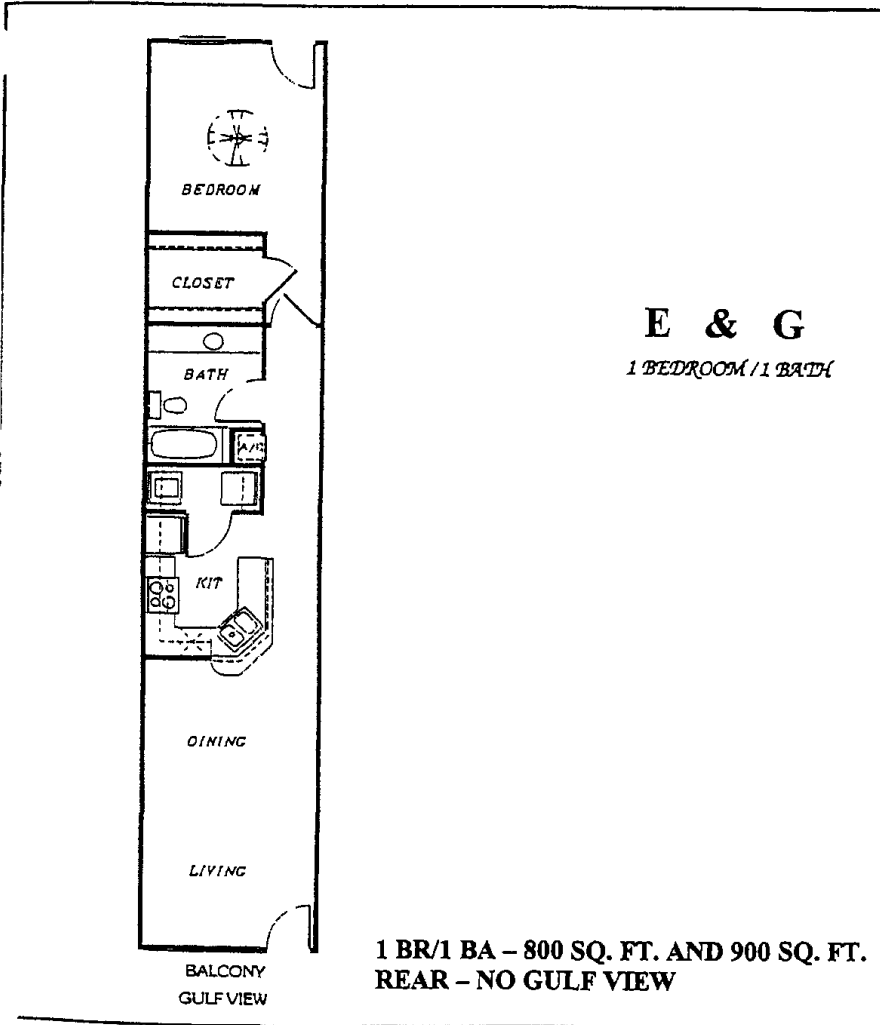 BEDROOM
CLOSET
E & G
1 BEDROOM / 1 BATH
BATH
A/C
KIT
DINING
LIVING
1 BR/1 BA – 800 SQ. FT. AND 900 SQ. FT.
REAR – NO GULF VIEW
BALCONY
GULF VIEW